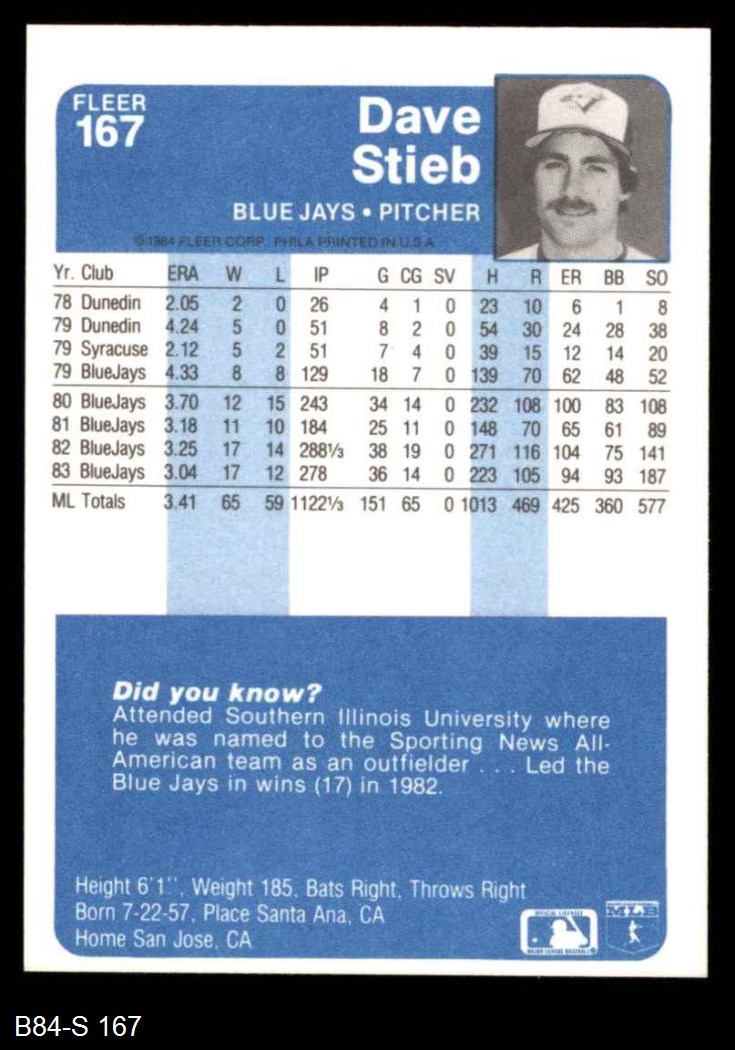 FLEER
167
Dave
Stieb
BLUE JAYS • PITCHER
© 1984 FLEER CORP. PHILA PRINTED IN U.S.A
Yr. Club ERA W L IP G CG SV H R ER BB SO
78 Dunedin 2.05 2 0 26 4 1 0 23 10 6 1 8
79 Dunedin 4.24 5 0 51 8 2 0 54 30 24 28 38
79 Syracuse 2.12 5 2 51 7 4 0 39 15 12 14 20
79 BlueJays 4.33 8 8 129 18 7 0 139 70 62 48 52
80 BlueJays 3.70 12 15 243 34 14 0 232 108 100 83 108
81 BlueJays 3.18 11 10 184 25 11 0 148 70 65 61 89
82 BlueJays 3.25 17 14 288⅓ 38 19 0 271 116 104 75 141
83 BlueJays 3.04 17 12 278 36 14 0 223 105 94 93 187
ML Totals 3.41 65 59 1122⅓ 151 65 0 1013 469 425 360 577
Did you know?
Attended Southern Illinois University where
he was named to the Sporting News All-
American team as an outfielder . . . Led the
Blue Jays in wins (17) in 1982.
Height 6'1", Weight 185, Bats Right, Throws Right
Born 7-22-57, Place Santa Ana, CA
Home San Jose, CA
OFFICIAL LICENSEE
MAJOR LEAGUE BASEBALL
MLB
B84-S 167